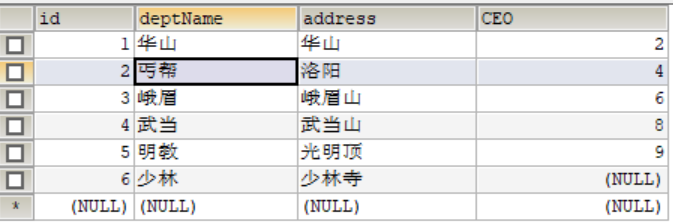 id deptName address CEO
1 华山 华山 2
2 丐帮 洛阳 4
3 峨眉 峨眉山 6
4 武当 武当山 8
5 明教 光明顶 9
6 少林 少林寺 (NULL)
* (NULL) (NULL) (NULL) (NULL)